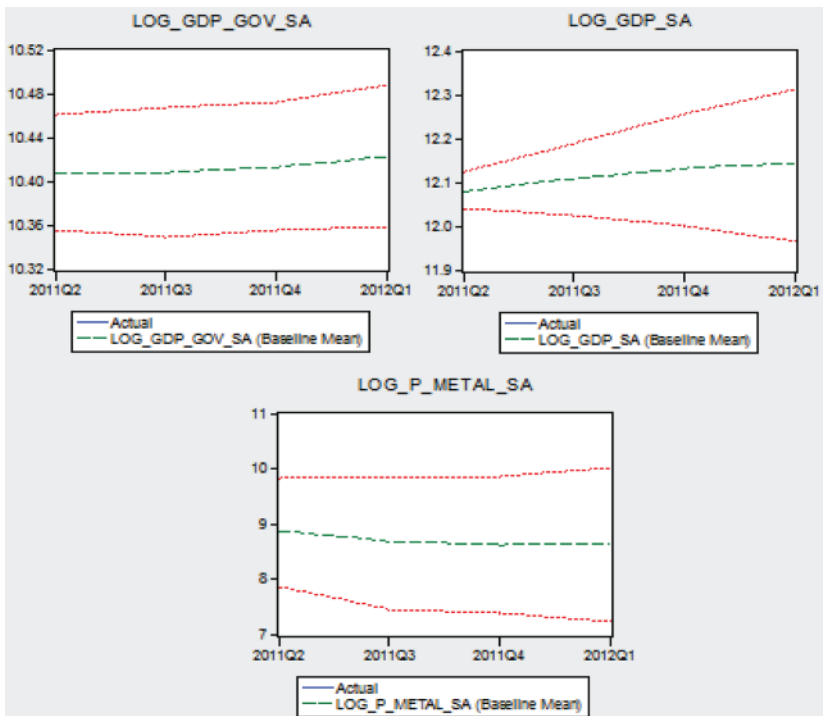 LOG_GDP_GOV_SA
10.52
10.48
10.44
10.40
10.36
10.32
2011Q2 2011Q3 2011Q4 2012Q1
Actual
LOG_GDP_GOV_SA (Baseline Mean)
LOG_GDP_SA
12.4
12.3
12.2
12.1
12.0
11.9
2011Q2 2011Q3 2011Q4 2012Q1
Actual
LOG_GDP_SA (Baseline Mean)
LOG_P_METAL_SA
11
10
9
8
7
2011Q2 2011Q3 2011Q4 2012Q1
Actual
LOG_P_METAL_SA (Baseline Mean)